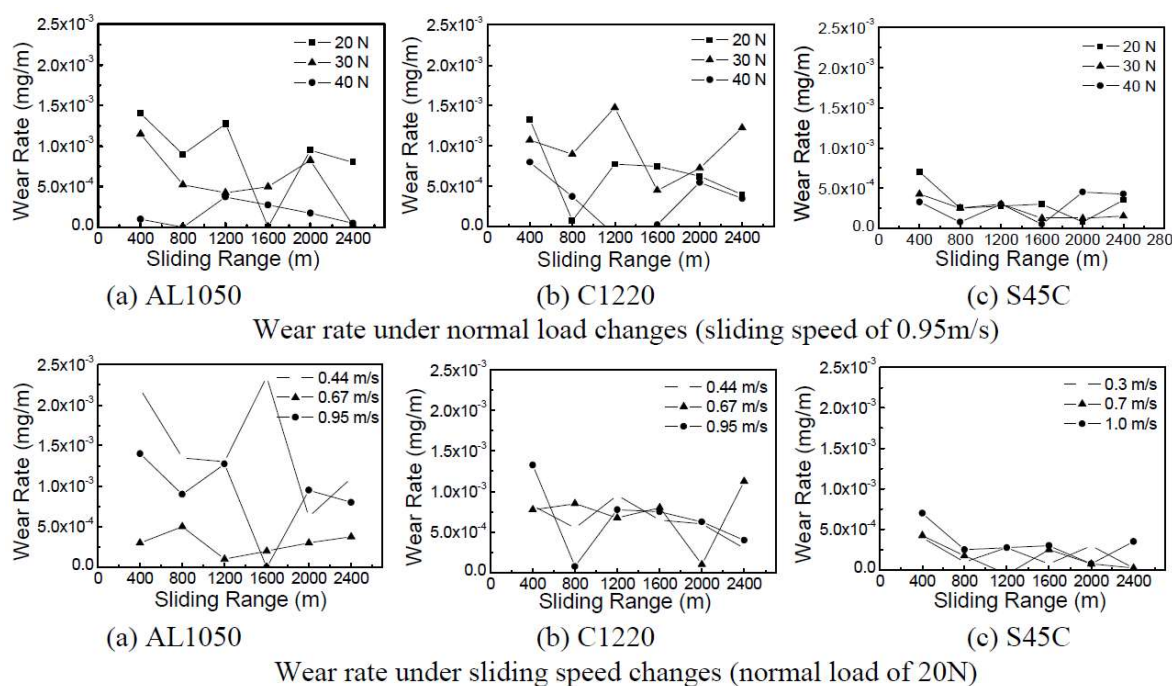 2.5x10⁻³
2.0x10⁻³
1.5x10⁻³
1.0x10⁻³
5.0x10⁻⁴
0.0
Wear Rate (mg/m)
20 N
30 N
40 N
0 400 800 1200 1600 2000 2400
Sliding Range (m)
(a) AL1050
2.5x10⁻³
2.0x10⁻³
1.5x10⁻³
1.0x10⁻³
5.0x10⁻⁴
0.0
Wear Rate (mg/m)
20 N
30 N
40 N
0 400 800 1200 1600 2000 2400
Sliding Range (m)
(b) C1220
2.5x10⁻³
2.0x10⁻³
1.5x10⁻³
1.0x10⁻³
5.0x10⁻⁴
0.0
Wear Rate (mg/m)
20 N
30 N
40 N
0 400 800 1200 1600 2000 2400 280
Sliding Range (m)
(c) S45C
Wear rate under normal load changes (sliding speed of 0.95m/s)
2.5x10⁻³
2.0x10⁻³
1.5x10⁻³
1.0x10⁻³
5.0x10⁻⁴
0.0
Wear Rate (mg/m)
0.44 m/s
0.67 m/s
0.95 m/s
0 400 800 1200 1600 2000 2400
Sliding Range (m)
(a) AL1050
2.5x10⁻³
2.0x10⁻³
1.5x10⁻³
1.0x10⁻³
5.0x10⁻⁴
0.0
Wear Rate (mg/m)
0.44 m/s
0.67 m/s
0.95 m/s
0 400 800 1200 1600 2000 2400
Sliding Range (m)
(b) C1220
2.5x10⁻³
2.0x10⁻³
1.5x10⁻³
1.0x10⁻³
5.0x10⁻⁴
0.0
Wear Rate (mg/m)
0.3 m/s
0.7 m/s
1.0 m/s
0 400 800 1200 1600 2000 2400
Sliding Range (m)
(c) S45C
Wear rate under sliding speed changes (normal load of 20N)